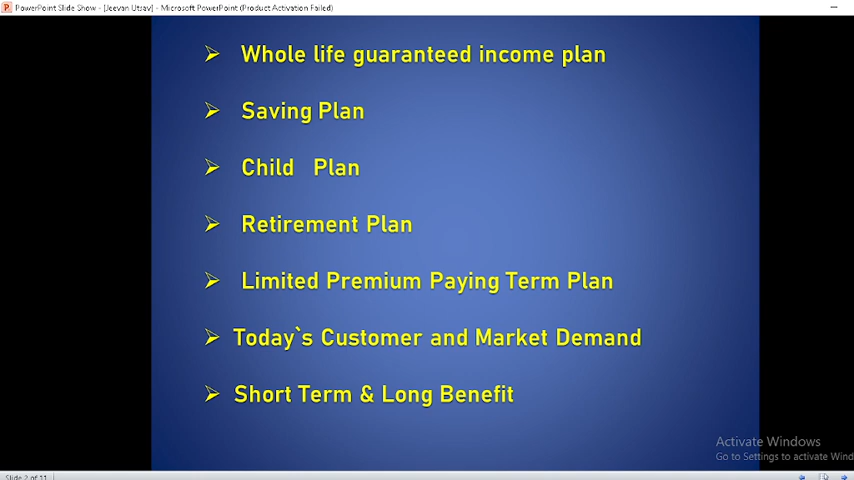 PowerPoint Slide Show - [Jeevan Utsav] - Microsoft PowerPoint (Product Activation Failed)
Whole life guaranteed income plan
Saving Plan
Child Plan
Retirement Plan
Limited Premium Paying Term Plan
Today`s Customer and Market Demand
Short Term & Long Benefit
Activate Windows
Go to Settings to activate Wind
Slide 2 of 11